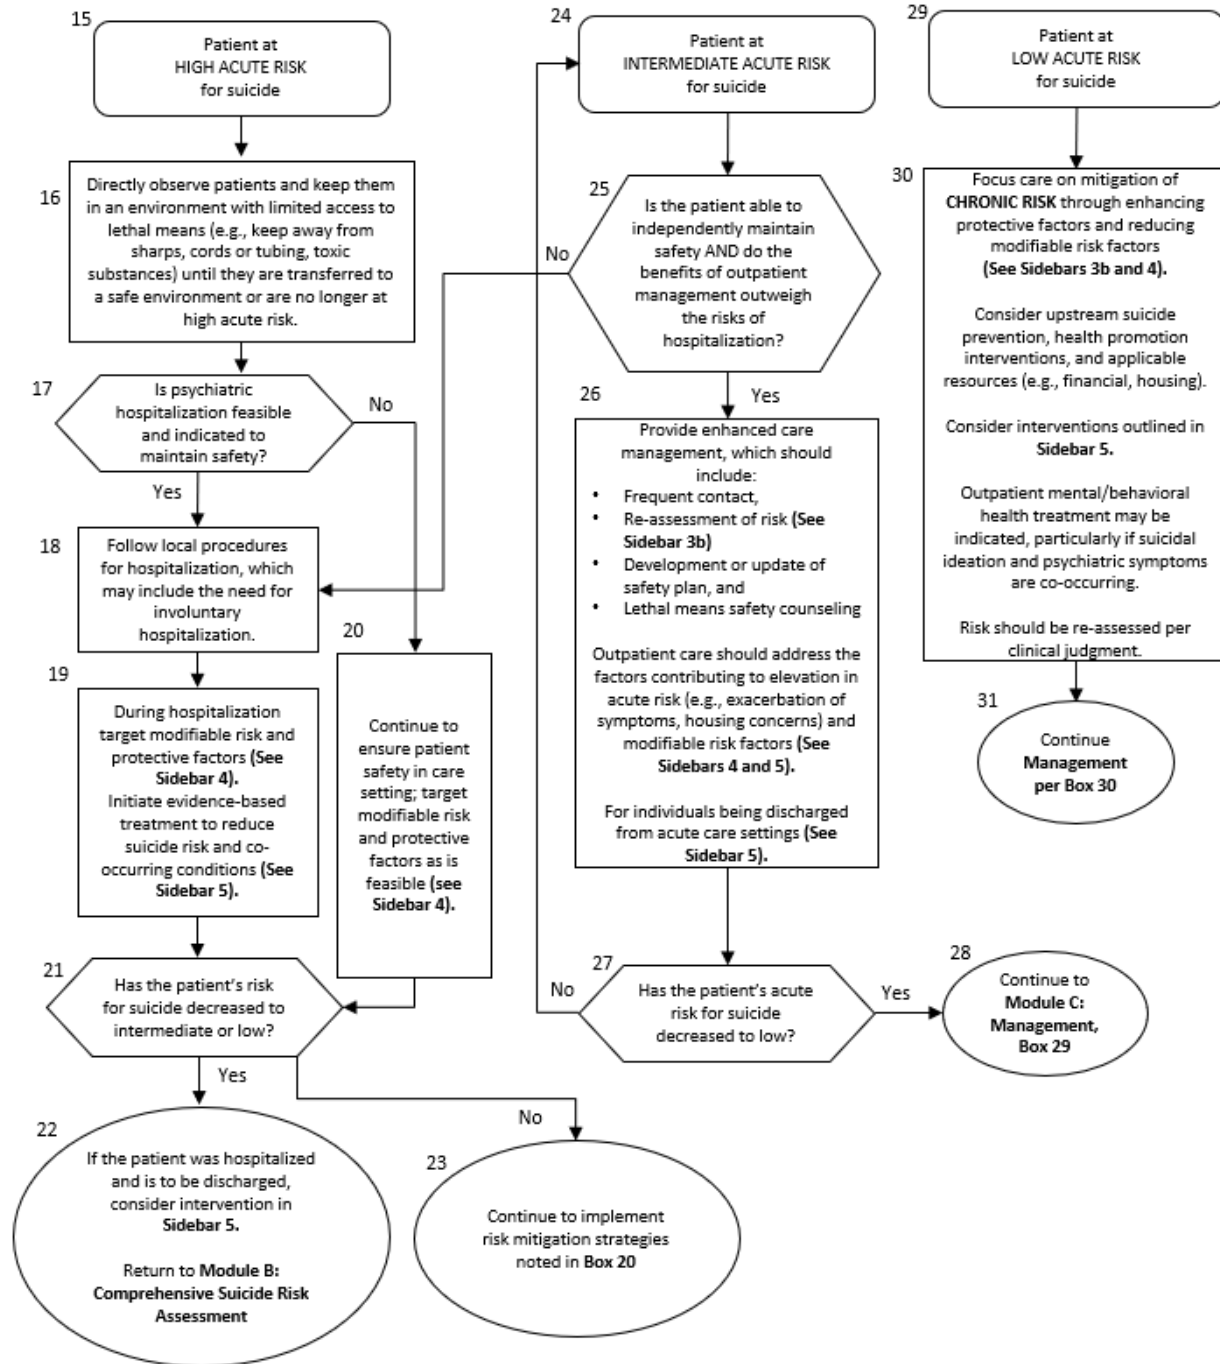 15
Patient at
HIGH ACUTE RISK
for suicide
16
Directly observe patients and keep them
in an environment with limited access to
lethal means (e.g., keep away from
sharps, cords or tubing, toxic
substances) until they are transferred to
a safe environment or are no longer at
high acute risk.
17
Is psychiatric
hospitalization feasible
and indicated to
maintain safety?
No
Yes
18
Follow local procedures
for hospitalization, which
may include the need for
involuntary
hospitalization.
19
During hospitalization
target modifiable risk and
protective factors (See
Sidebar 4).
Initiate evidence-based
treatment to reduce
suicide risk and co-
occurring conditions (See
Sidebar 5).
20
Continue to
ensure patient
safety in care
setting; target
modifiable risk
and protective
factors as is
feasible (see
Sidebar 4).
21
Has the patient's risk
for suicide decreased to
intermediate or low?
Yes
No
22
If the patient was hospitalized
and is to be discharged,
consider intervention in
Sidebar 5.
Return to Module B:
Comprehensive Suicide Risk
Assessment
23
Continue to implement
risk mitigation strategies
noted in Box 20
24
Patient at
INTERMEDIATE ACUTE RISK
for suicide
25
Is the patient able to
independently maintain
safety AND do the
benefits of outpatient
management outweigh
the risks of
hospitalization?
No
Yes
26
Provide enhanced care
management, which should
include:
• Frequent contact,
• Re-assessment of risk (See
Sidebar 3b)
• Development or update of
safety plan, and
• Lethal means safety counseling
Outpatient care should address the
factors contributing to elevation in
acute risk (e.g., exacerbation of
symptoms, housing concerns) and
modifiable risk factors (See
Sidebars 4 and 5).
For individuals being discharged
from acute care settings (See
Sidebar 5).
27
Has the patient's acute
risk for suicide
decreased to low?
No
Yes
28
Continue to
Module C:
Management,
Box 29
29
Patient at
LOW ACUTE RISK
for suicide
30
Focus care on mitigation of
CHRONIC RISK through enhancing
protective factors and reducing
modifiable risk factors
(See Sidebars 3b and 4).
Consider upstream suicide
prevention, health promotion
interventions, and applicable
resources (e.g., financial, housing).
Consider interventions outlined in
Sidebar 5.
Outpatient mental/behavioral
health treatment may be
indicated, particularly if suicidal
ideation and psychiatric symptoms
are co-occurring.
Risk should be re-assessed per
clinical judgment.
31
Continue
Management
per Box 30